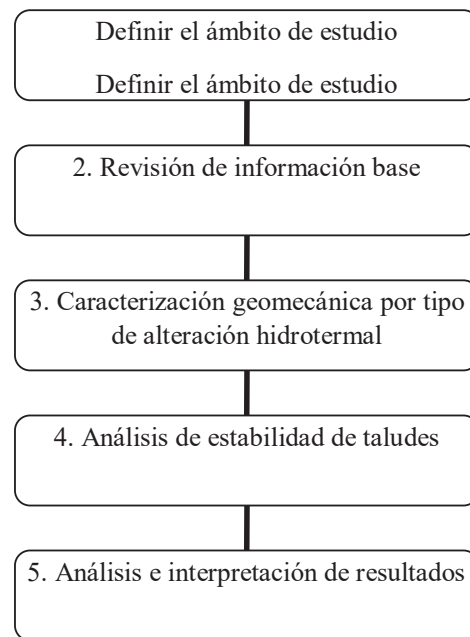 Definir el ámbito de estudio
Definir el ámbito de estudio
2. Revisión de información base
3. Caracterización geomecánica por tipo
de alteración hidrotermal
4. Análisis de estabilidad de taludes
5. Análisis e interpretación de resultados